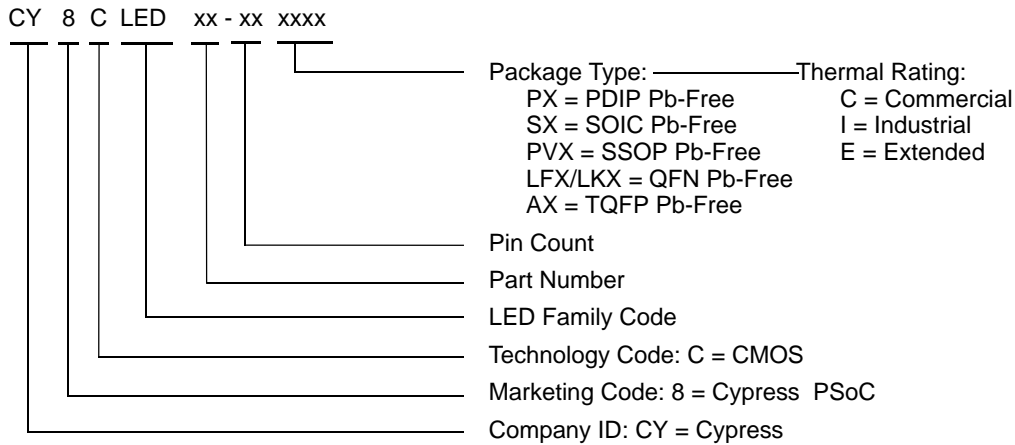 CY 8 C LED xx - xx xxxx
Package Type: Thermal Rating:
PX = PDIP Pb-Free C = Commercial
SX = SOIC Pb-Free I = Industrial
PVX = SSOP Pb-Free E = Extended
LFX/LKX = QFN Pb-Free
AX = TQFP Pb-Free
Pin Count
Part Number
LED Family Code
Technology Code: C = CMOS
Marketing Code: 8 = Cypress PSoC
Company ID: CY = Cypress